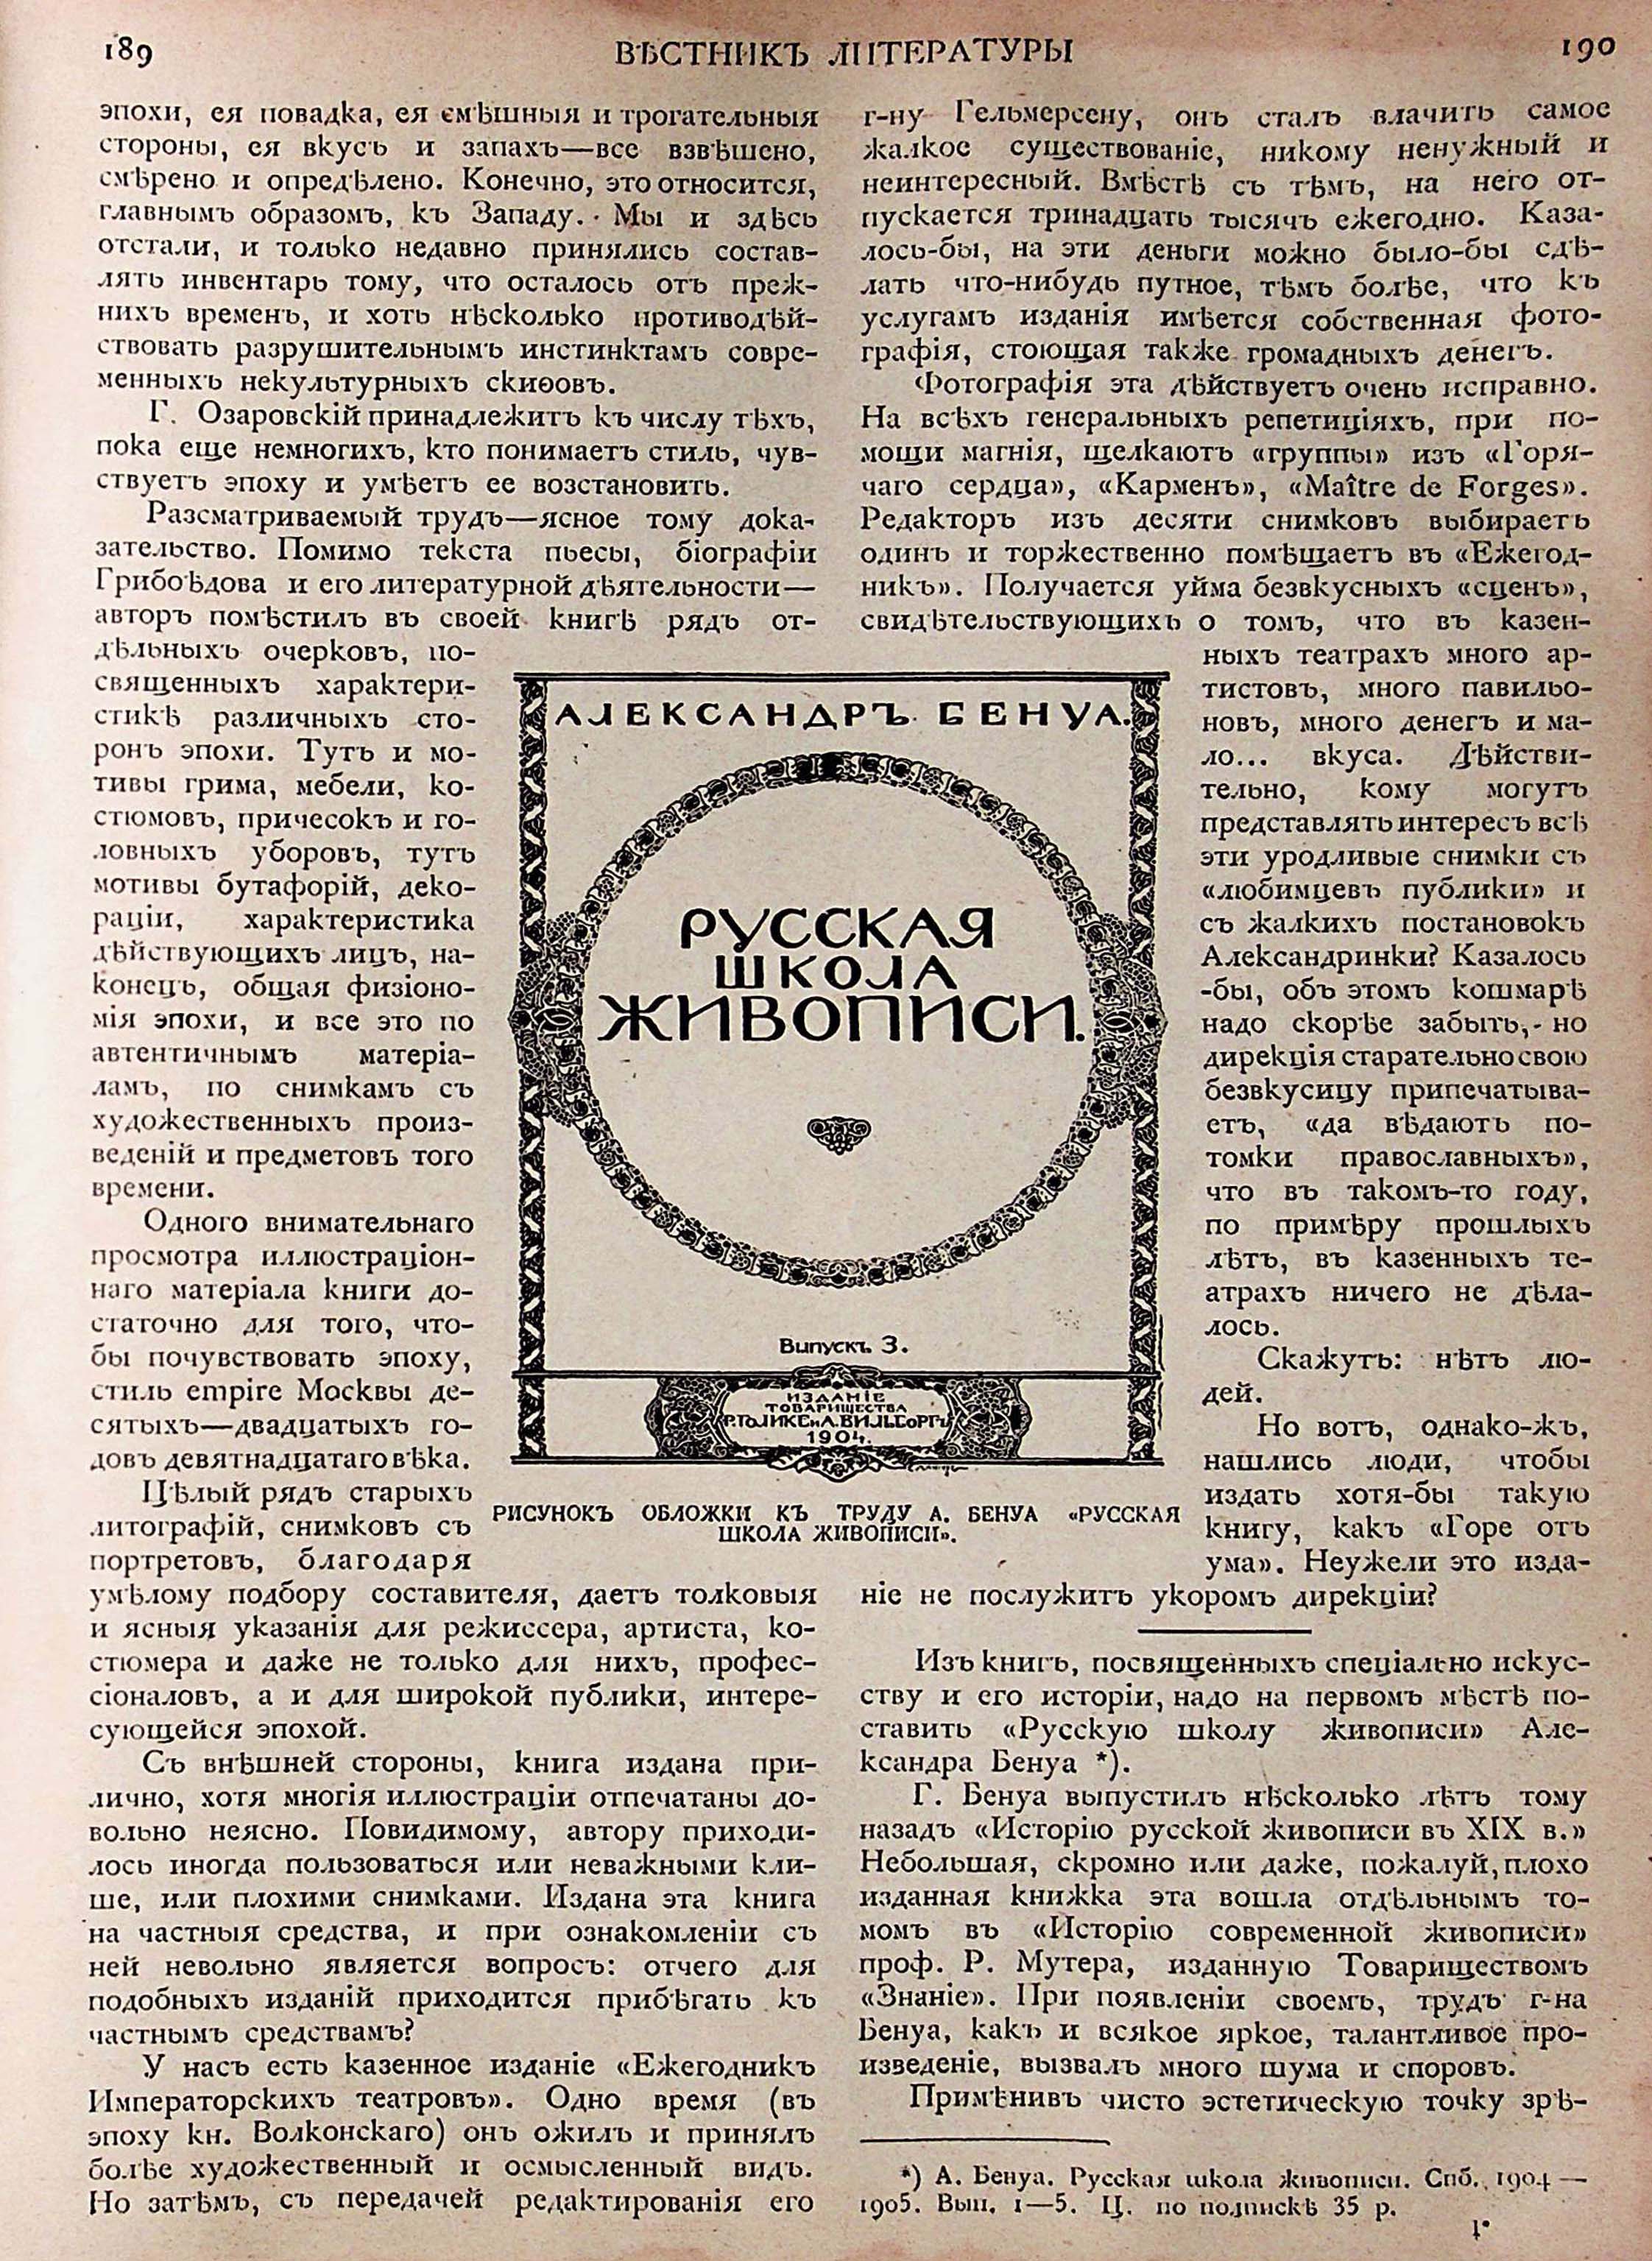 189
ВѢСТНИКЪ ЛИТЕРАТУРЫ
190
эпохи, ея повадка, ея смѣшныя и трогательныя
стороны, ея вкусъ и запахъ—все взвѣшено,
смѣрено и опредѣлено. Конечно, это относится,
главнымъ образомъ, къ Западу. Мы и здѣсь
отстали, и только недавно принялись состав-
лять инвентарь тому, что осталось отъ преж-
нихъ временъ, и хоть нѣсколько противодѣй-
ствовать разрушительнымъ инстинктамъ совре-
менныхъ некультурныхъ скиѳовъ.
Г. Озаровскій принадлежитъ къ числу тѣхъ,
пока еще немногихъ, кто понимаетъ стиль, чув-
ствуетъ эпоху и умѣетъ ее возстановить.
Разсматриваемый трудъ—ясное тому дока-
зательство. Помимо текста пьесы, біографіи
Грибоѣдова и его литературной дѣятельности—
авторъ помѣстилъ въ своей книгѣ рядъ от-
дѣльныхъ очерковъ, по-
священныхъ характери-
стикѣ различныхъ сто-
ронъ эпохи. Тутъ и мо-
тивы грима, мебели, ко-
стюмовъ, причесокъ и го-
ловныхъ уборовъ, тутъ
мотивы бутафорій, деко-
раціи, характеристика
дѣйствующихъ лицъ, на-
конецъ, общая физіоно-
мія эпохи, и все это по
автентичнымъ матеріа-
ламъ, по снимкамъ съ
художественныхъ произ-
веденій и предметовъ того
времени.
Одного внимательнаго
просмотра иллюстраціон-
наго матеріала книги до-
статочно для того, что-
бы почувствовать эпоху,
стиль empire Москвы де-
сятыхъ—двадцатыхъ го-
довъ девятнадцатаго вѣка.
Цѣлый рядъ старыхъ
литографій, снимковъ съ
портретовъ, благодаря
умѣлому подбору составителя, даетъ толковыя
и ясныя указанія для режиссера, артиста, ко-
стюмера и даже не только для нихъ, профес-
сіоналовъ, а и для широкой публики, интере-
сующейся эпохой.
Съ внѣшней стороны, книга издана при-
лично, хотя многія иллюстраціи отпечатаны до-
вольно неясно. Повидимому, автору приходи-
лось иногда пользоваться или неважными кли-
ше, или плохими снимками. Издана эта книга
на частныя средства, и при ознакомленіи съ
ней невольно является вопросъ: отчего для
подобныхъ изданій приходится прибѣгать къ
частнымъ средствамъ?
У насъ есть казенное изданіе «Ежегодникъ
Императорскихъ театровъ». Одно время (въ
эпоху кн. Волконскаго) онъ ожилъ и принялъ
болѣе художественный и осмысленный видъ.
Но затѣмъ, съ передачей редактированія его
АЛЕКСАНДРЪ БЕНУА.
РУССКАЯ
ШКОЛА
ЖИВОПИСИ.
Выпускъ 3.
ИЗДАНІЕ
ТОВАРИЩЕСТВА
Р. ГОЛИКЕ и А. ВИЛЬБОРГЪ
1904.
РИСУНОКЪ ОБЛОЖКИ КЪ ТРУДУ А. БЕНУА «РУССКАЯ
ШКОЛА ЖИВОПИСИ».
г-ну Гельмерсену, онъ сталъ влачить самое
жалкое существованіе, никому ненужный и
неинтересный. Вмѣстѣ съ тѣмъ, на него от-
пускается тринадцать тысячъ ежегодно. Каза-
лось-бы, на эти деньги можно было-бы сдѣ-
лать что-нибудь путное, тѣмъ болѣе, что къ
услугамъ изданія имѣется собственная фото-
графія, стоющая также громадныхъ денегъ.
Фотографія эта дѣйствуетъ очень исправно.
На всѣхъ генеральныхъ репетиціяхъ, при по-
мощи магнія, щелкаютъ «группы» изъ «Горя-
чаго сердца», «Карменъ», «Maître de Forges».
Редакторъ изъ десяти снимковъ выбираетъ
одинъ и торжественно помѣщаетъ въ «Ежегод-
никъ». Получается уйма безвкусныхъ «сценъ»,
свидѣтельствующихъ о томъ, что въ казен-
ныхъ театрахъ много ар-
тистовъ, много павильо-
новъ, много денегъ и ма-
ло... вкуса. Дѣйстви-
тельно, кому могутъ
представлять интересъ всѣ
эти уродливые снимки съ
«любимцевъ публики» и
съ жалкихъ постановокъ
Александринки? Казалось
-бы, объ этомъ кошмарѣ
надо скорѣе забыть,- но
дирекція старательно свою
безвкусицу припечатыва-
етъ, «да вѣдаютъ по-
томки православныхъ»,
что въ такомъ-то году,
по примѣру прошлыхъ
лѣтъ, въ казенныхъ те-
атрахъ ничего не дѣла-
лось.
Скажутъ: нѣтъ лю-
дей.
Но вотъ, однако-жъ,
нашлись люди, чтобы
издать хотя-бы такую
книгу, какъ «Горе отъ
ума». Неужели это изда-
ніе не послужитъ укоромъ дирекціи?
Изъ книгъ, посвященныхъ спеціально искус-
ству и его исторіи, надо на первомъ мѣстѣ по-
ставить «Русскую школу живописи» Але-
ксандра Бенуа *).
Г. Бенуа выпустилъ нѣсколько лѣтъ тому
назадъ «Исторію русской живописи въ XIX в.»
Небольшая, скромно или даже, пожалуй, плохо
изданная книжка эта вошла отдѣльнымъ то-
момъ въ «Исторію современной живописи»
проф. Р. Мутера, изданную Товариществомъ
«Знаніе». При появленіи своемъ, трудъ г-на
Бенуа, какъ и всякое яркое, талантливое про-
изведеніе, вызвалъ много шума и споровъ.
Примѣнивъ чисто эстетическую точку зрѣ-
*) А. Бенуа. Русская школа живописи. Спб. 1904—
1905. Вып. 1—5. Ц. по подпискѣ 35 р.
1*